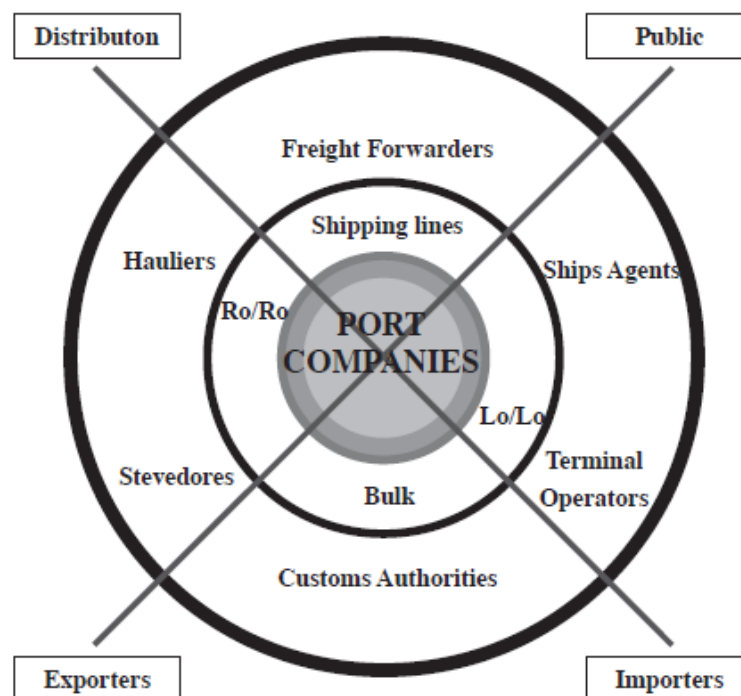 Distributon
Public
Freight Forwarders
Shipping lines
Hauliers
Ships Agents
Ro/Ro
PORT
COMPANIES
Lo/Lo
Stevedores
Terminal
Operators
Bulk
Customs Authorities
Exporters
Importers